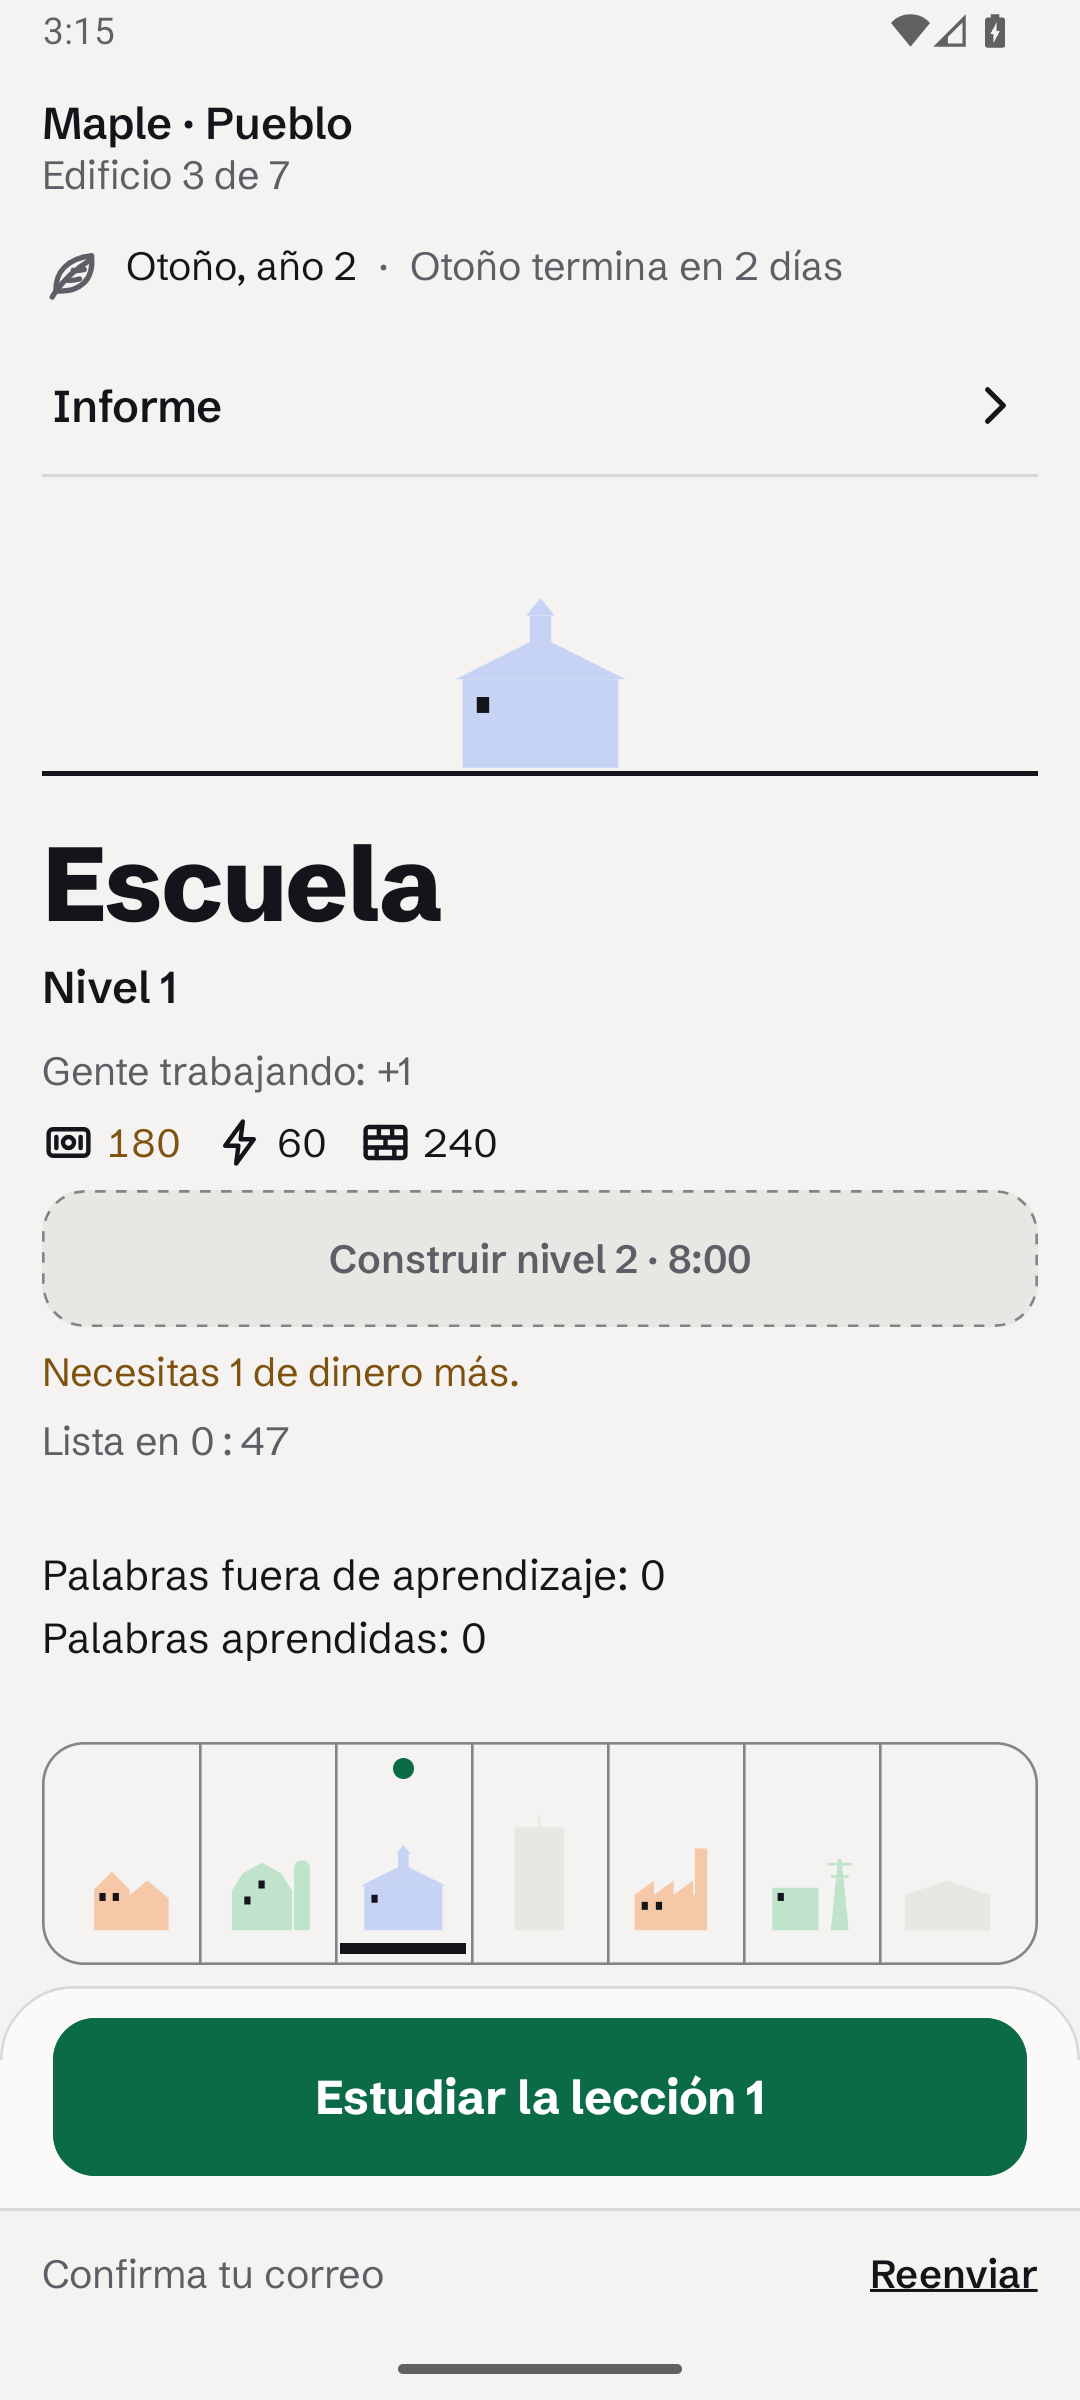 3:15
Maple · Pueblo
Edificio 3 de 7
Otoño, año 2 · Otoño termina en 2 días
Informe
Escuela
Nivel 1
Gente trabajando: +1
180 60 240
Construir nivel 2 · 8:00
Necesitas 1 de dinero más.
Lista en 0:47
Palabras fuera de aprendizaje: 0
Palabras aprendidas: 0
Estudiar la lección 1
Confirma tu correo Reenviar